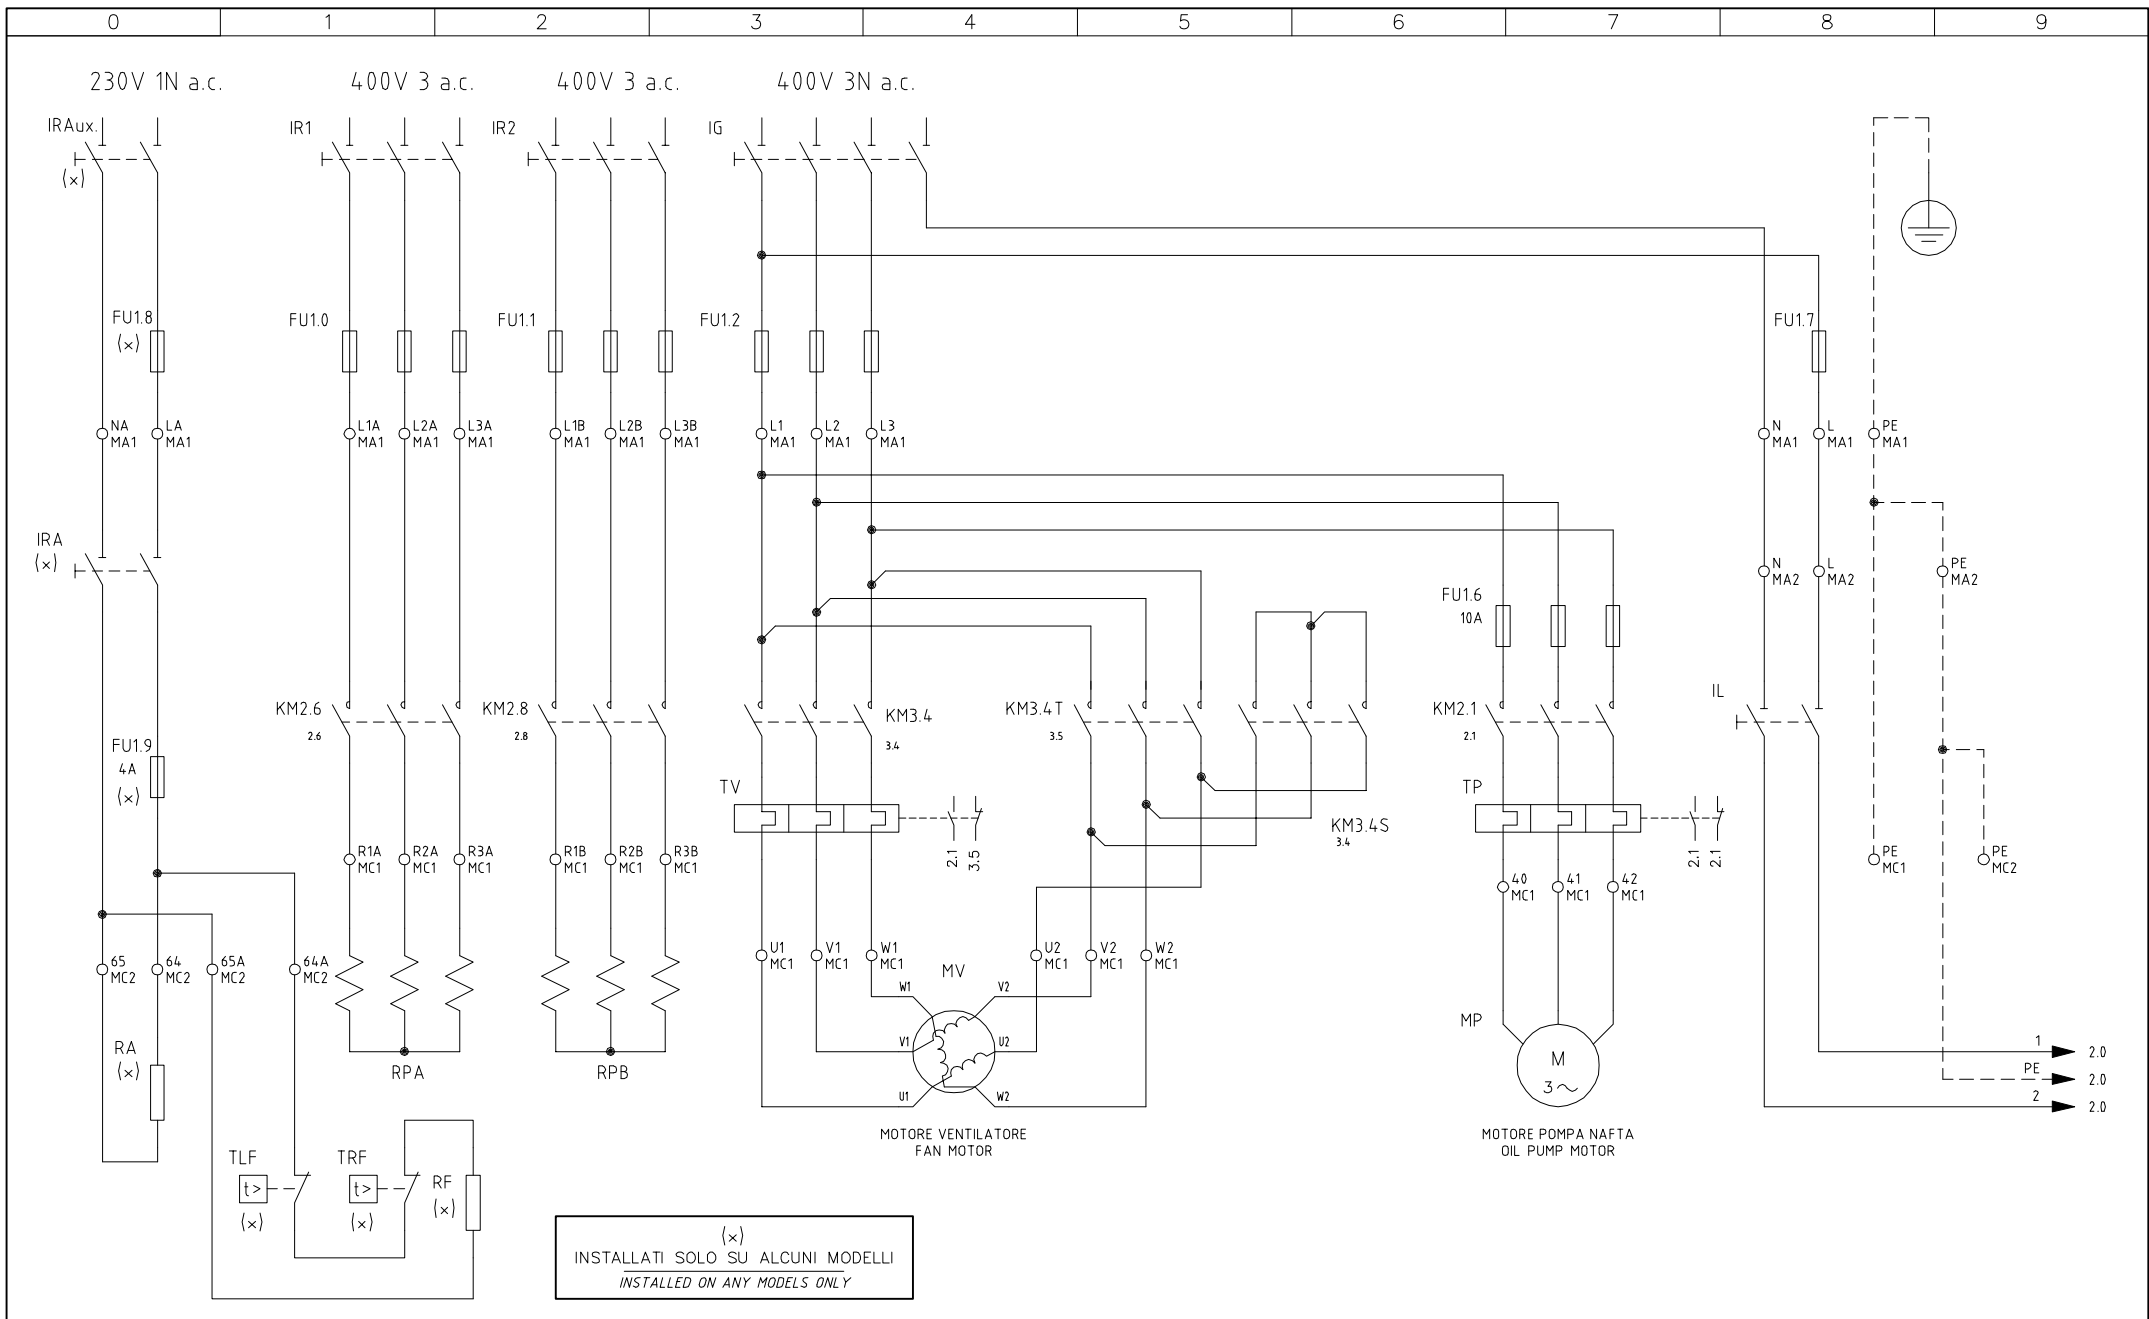 0 1 2 3 4 5 6 7 8 9
230V 1N a.c. 400V 3 a.c. 400V 3 a.c. 400V 3N a.c.
IRAux. IR1 IR2 IG
(x)
FU1.8 FU1.0 FU1.1 FU1.2 FU1.7
(x)
NA LA L1A L2A L3A L1B L2B L3B L1 L2 L3 N L PE
MA1 MA1 MA1 MA1 MA1 MA1 MA1 MA1 MA1 MA1 MA1 MA1 MA1 MA1
IRA
(x)
N L PE
MA2 MA2 MA2
FU1.6
10A
IL
KM2.6 KM2.8 KM3.4 KM3.4T KM2.1
2.6 2.8 3.4 3.5 2.1
FU1.9
4A
(x)
TV TP
KM3.4S
3.4
2.1 3.5 2.1 2.1
R1A R2A R3A R1B R2B R3B PE PE
MC1 MC1 MC1 MC1 MC1 MC1 MC1 MC2
40 41 42
MC1 MC1 MC1
U1 V1 W1 U2 V2 W2
MC1 MC1 MC1 MC1 MC1 MC1
65 64 65A 64A
MC2 MC2 MC2 MC2
MV
W1 V2
V1 U2
U1 W2
MP
M
3~
RA
(x)
RPA RPB
1 2.0
PE 2.0
2 2.0
MOTORE VENTILATORE
FAN MOTOR
MOTORE POMPA NAFTA
OIL PUMP MOTOR
TLF TRF RF
t> t>
(x) (x) (x)
(x)
INSTALLATI SOLO SU ALCUNI MODELLI
INSTALLED ON ANY MODELS ONLY